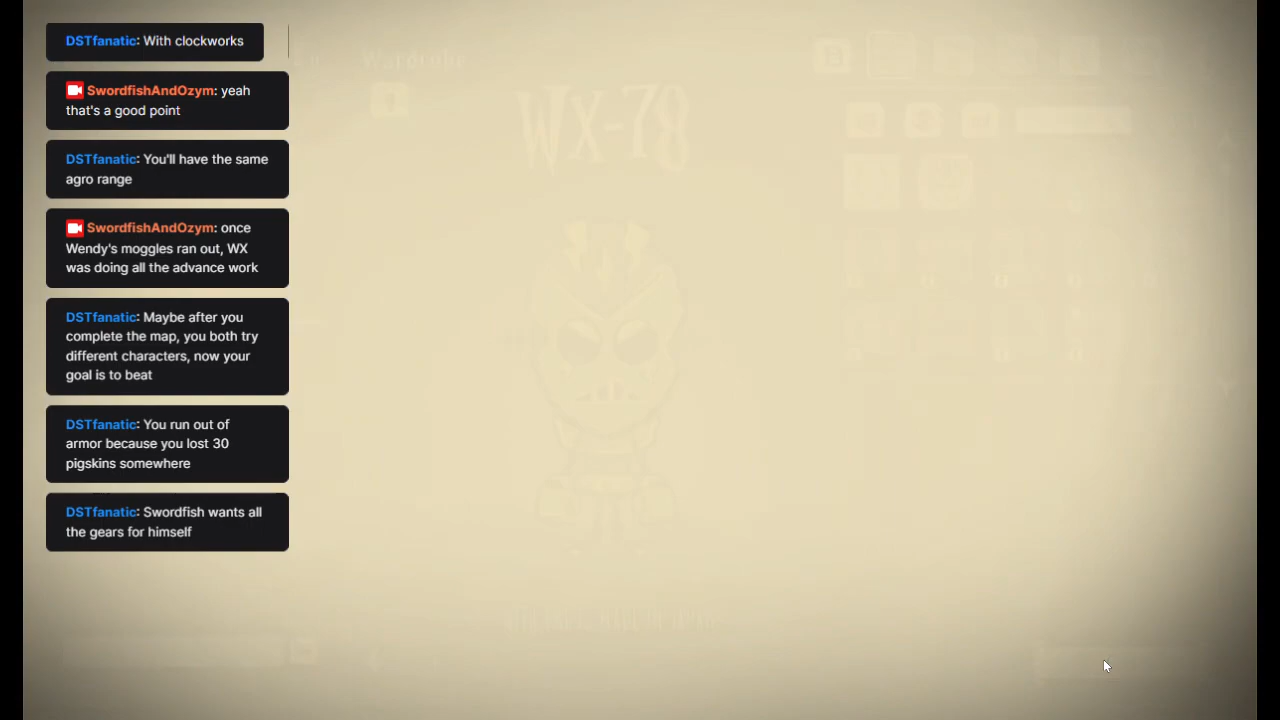 DSTfanatic: With clockworks
SwordfishAndOzym: yeah
that's a good point
DSTfanatic: You'll have the same
agro range
SwordfishAndOzym: once
Wendy's moggles ran out, WX
was doing all the advance work
DSTfanatic: Maybe after you
complete the map, you both try
different characters, now your
goal is to beat
DSTfanatic: You run out of
armor because you lost 30
pigskins somewhere
DSTfanatic: Swordfish wants all
the gears for himself
Wardrobe
WX-78